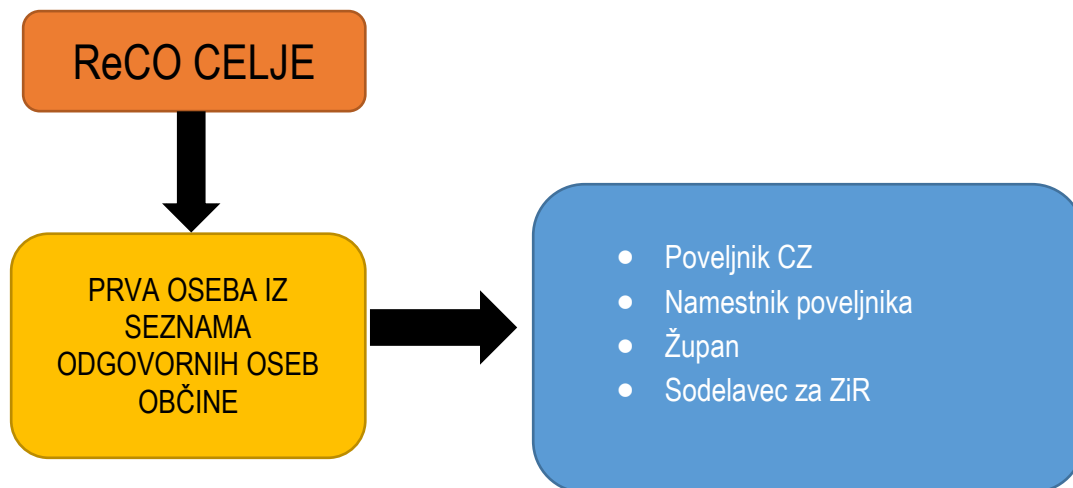 ReCO CELJE
PRVA OSEBA IZ
SEZNAMA
ODGOVORNIH OSEB
OBČINE
• Poveljnik CZ
• Namestnik poveljnika
• Župan
• Sodelavec za ZiR